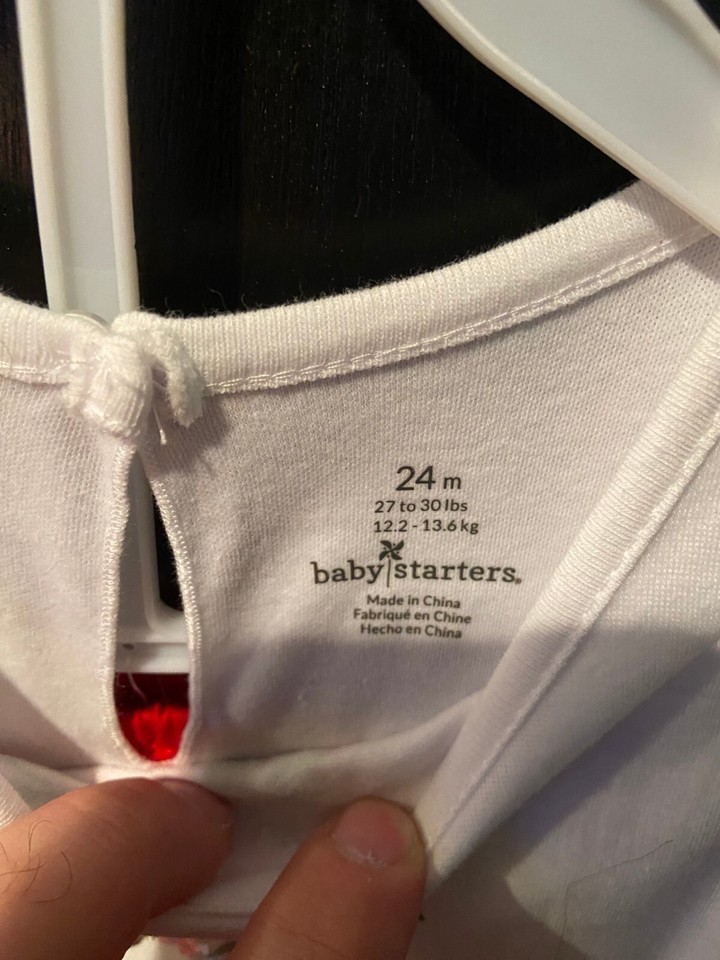 24 m
27 to 30 lbs
12.2 - 13.6 kg
baby starters.
Made in China
Fabriqué en Chine
Hecho en China